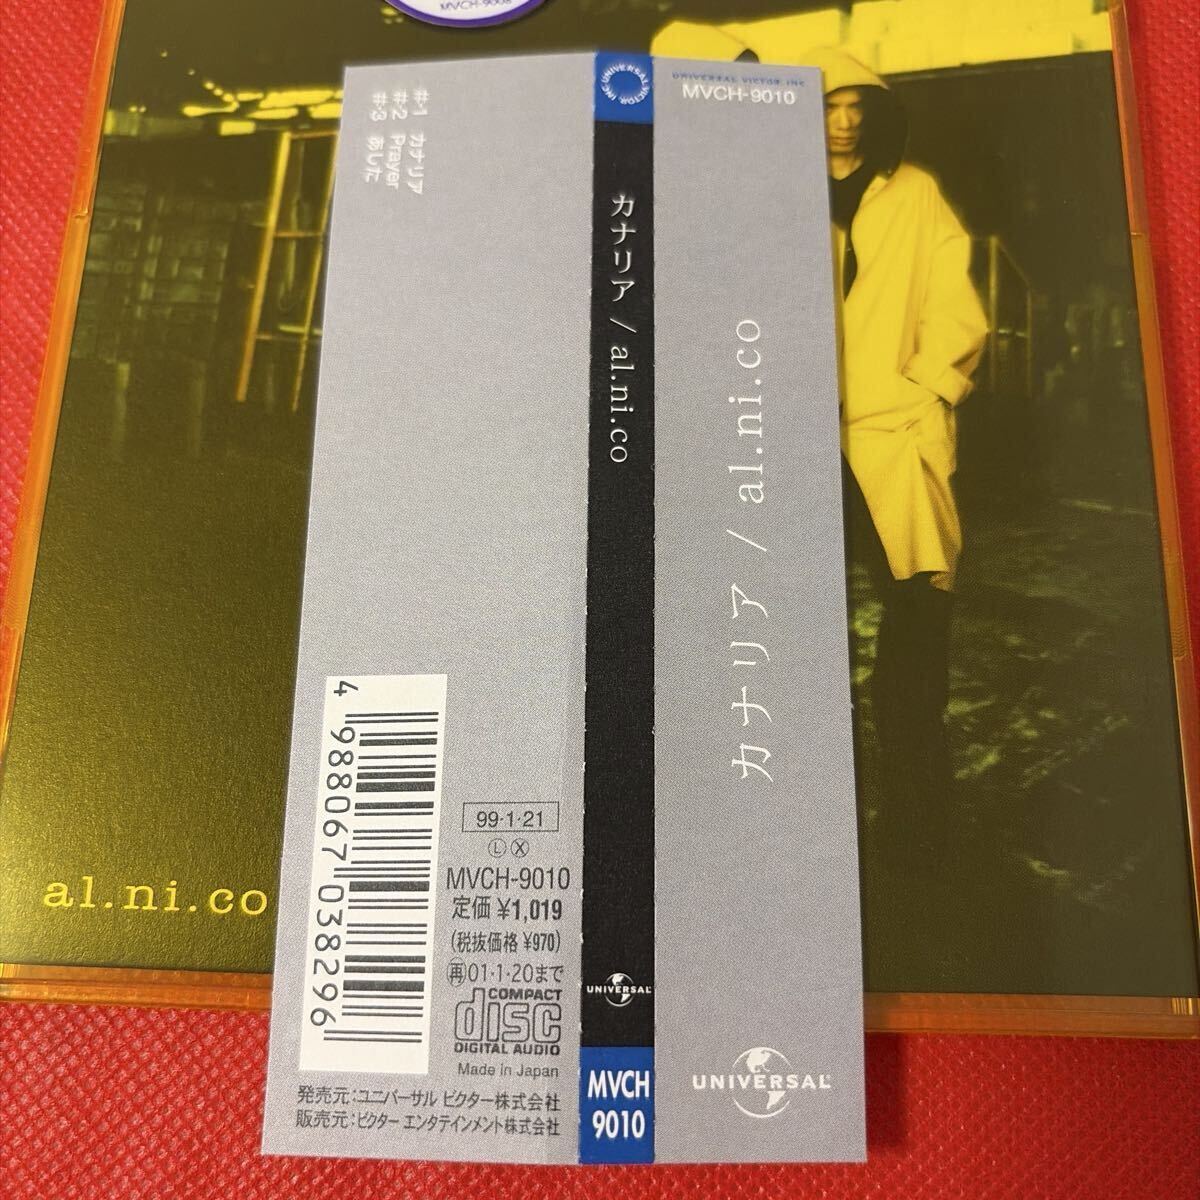 MVCH-9008
#-1 カナリア
#-2 Prayer
#-3 あした
4 988067 038296
99・1・21
Ⓛ Ⓧ
MVCH-9010
定価 ¥1,019
(税抜価格 ¥970)
再 01・1・20まで
COMPACT
disc
DIGITAL AUDIO
Made in Japan
発売元:ユニバーサル ビクター株式会社
販売元:ビクター エンタテインメント株式会社
UNIVERSAL VICTOR, INC.
カナリア / al.ni.co
UNIVERSAL
MVCH
9010
UNIVERSAL VICTOR, INC.
MVCH-9010
カナリア / al.ni.co
UNIVERSAL
al.ni.co